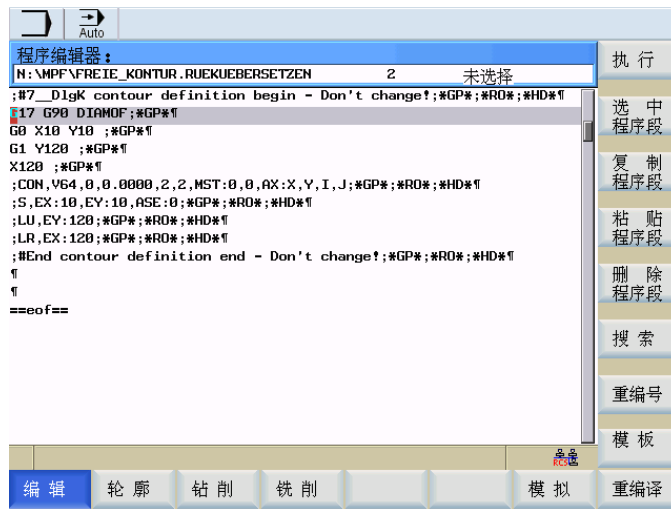 Auto
程序编辑器:
N:\MPF\FREIE_KONTUR.RUEKUEBERSETZEN 2 未选择
;#7__DlgK contour definition begin - Don't change!;*GP*;*RO*;*HD*¶
G17 G90 DIAMOF;*GP*¶
G0 X10 Y10 ;*GP*¶
G1 Y120 ;*GP*¶
X120 ;*GP*¶
;CON,V64,0,0.0000,2,2,MST:0,0,AX:X,Y,I,J;*GP*;*RO*;*HD*¶
;S,EX:10,EY:10,ASE:0;*GP*;*RO*;*HD*¶
;LU,EY:120;*GP*;*RO*;*HD*¶
;LR,EX:120;*GP*;*RO*;*HD*¶
;#End contour definition end - Don't change!;*GP*;*RO*;*HD*¶
¶
¶
==eof==
执行
选中
程序段
复制
程序段
粘贴
程序段
删除
程序段
搜索
重编号
模板
RCS
编辑 轮廓 钻削 铣削 模拟 重编译